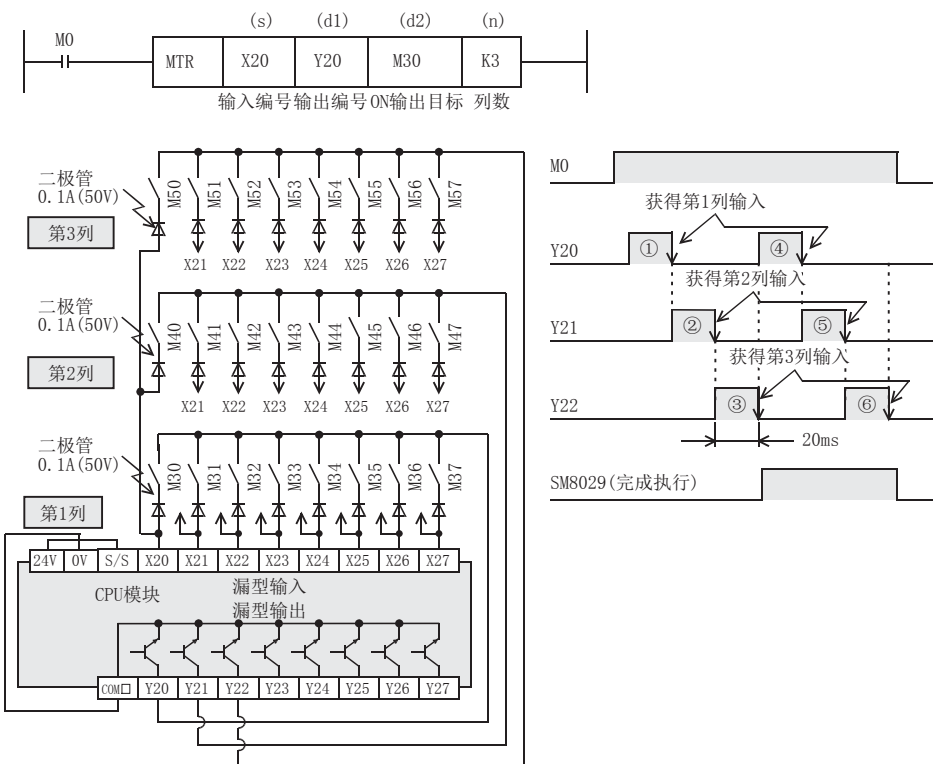 (s) (d1) (d2) (n)
M0
MTR X20 Y20 M30 K3
输入编号 输出编号 ON输出目标 列数
二极管
0.1A(50V)
第3列
M50 M51 M52 M53 M54 M55 M56 M57
X21 X22 X23 X24 X25 X26 X27
二极管
0.1A(50V)
第2列
M40 M41 M42 M43 M44 M45 M46 M47
X21 X22 X23 X24 X25 X26 X27
二极管
0.1A(50V)
第1列
M30 M31 M32 M33 M34 M35 M36 M37
24V 0V S/S X20 X21 X22 X23 X24 X25 X26 X27
CPU模块
漏型输入
漏型输出
COM口 Y20 Y21 Y22 Y23 Y24 Y25 Y26 Y27
M0
获得第1列输入
Y20 ① ④
获得第2列输入
Y21 ② ⑤
获得第3列输入
Y22 ③ ⑥
20ms
SM8029(完成执行)